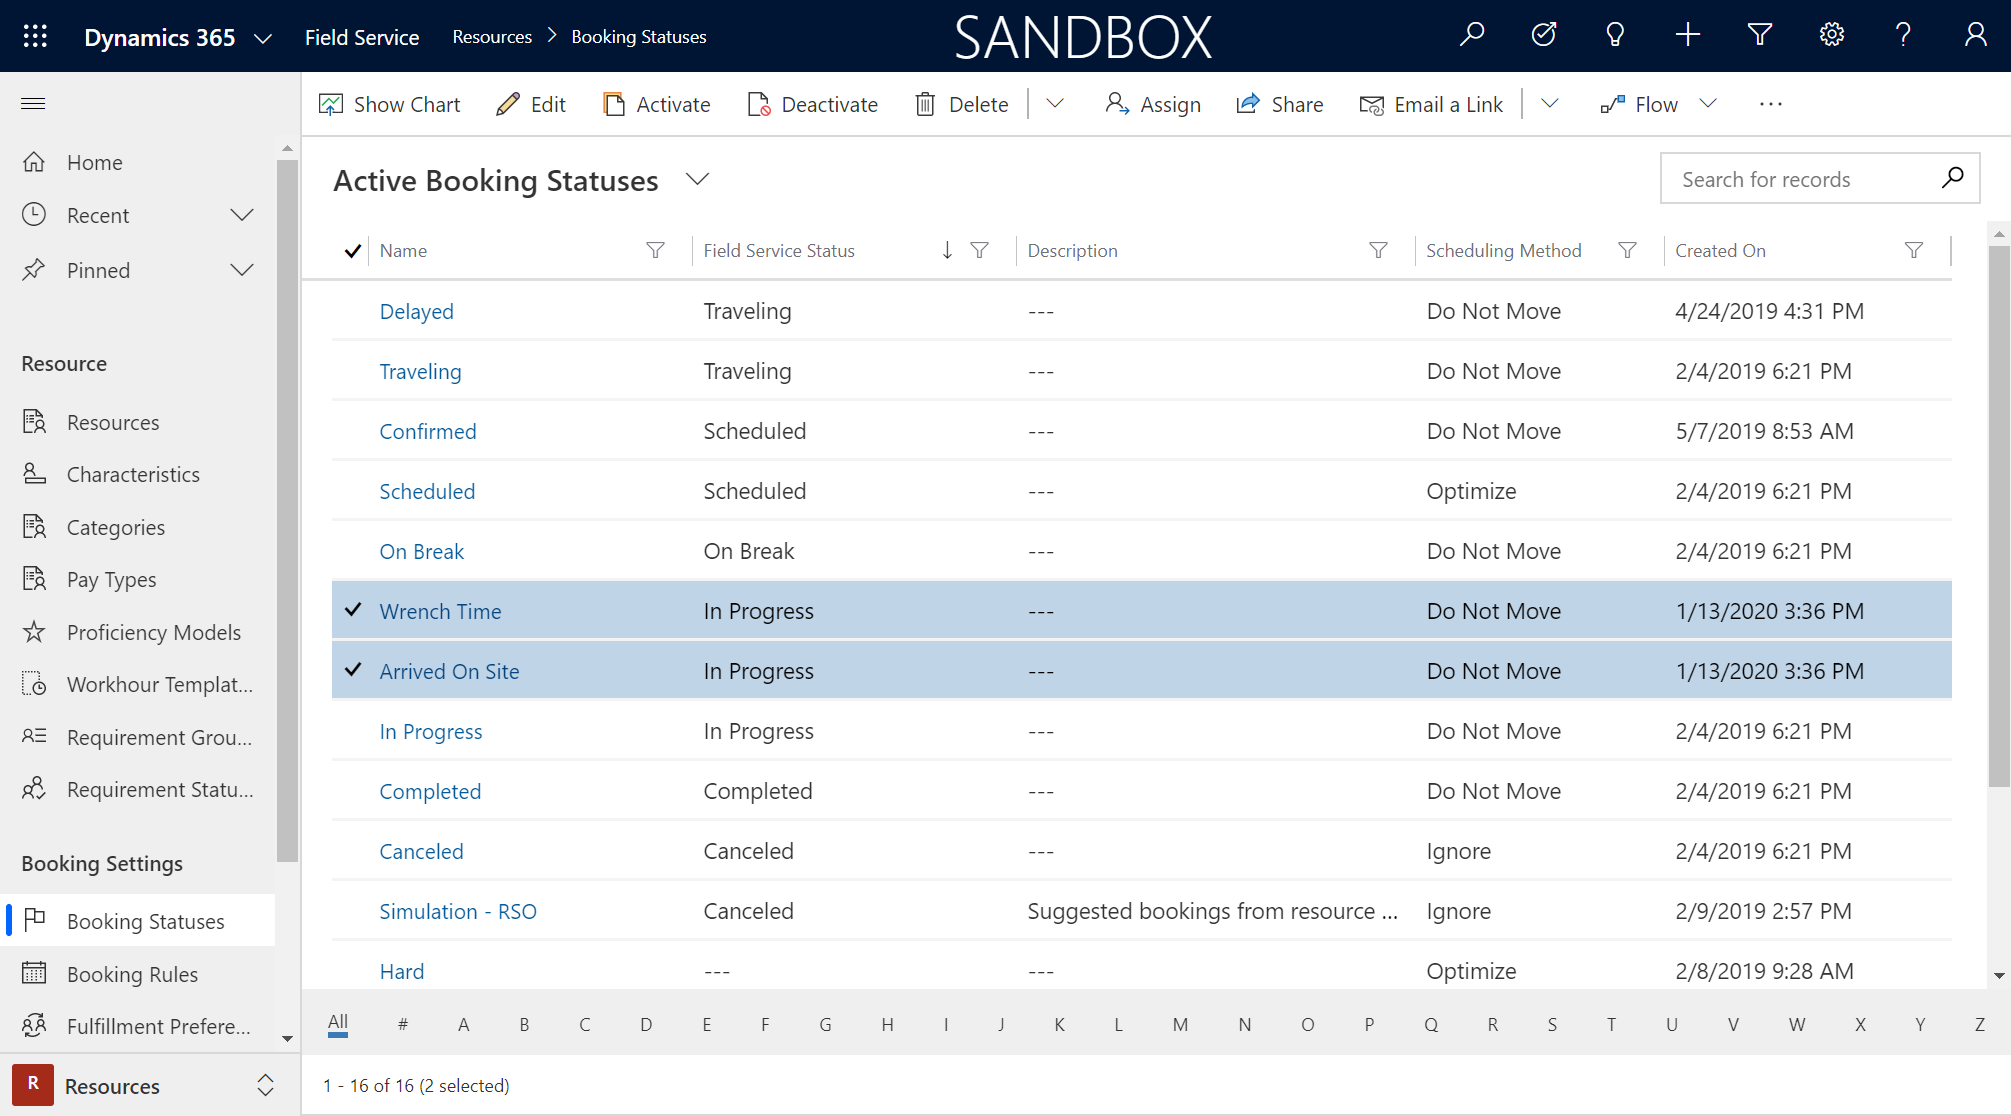 Dynamics 365 Field Service Resources > Booking Statuses SANDBOX
Show Chart Edit Activate Deactivate Delete Assign Share Email a Link Flow ...
Home
Recent
Pinned
Resource
Resources
Characteristics
Categories
Pay Types
Proficiency Models
Workhour Templat...
Requirement Grou...
Requirement Statu...
Booking Settings
Booking Statuses
Booking Rules
Fulfillment Prefere...
R Resources
Active Booking Statuses Search for records
Name Field Service Status Description Scheduling Method Created On
Delayed Traveling --- Do Not Move 4/24/2019 4:31 PM
Traveling Traveling --- Do Not Move 2/4/2019 6:21 PM
Confirmed Scheduled --- Do Not Move 5/7/2019 8:53 AM
Scheduled Scheduled --- Optimize 2/4/2019 6:21 PM
On Break On Break --- Do Not Move 2/4/2019 6:21 PM
Wrench Time In Progress --- Do Not Move 1/13/2020 3:36 PM
Arrived On Site In Progress --- Do Not Move 1/13/2020 3:36 PM
In Progress In Progress --- Do Not Move 2/4/2019 6:21 PM
Completed Completed --- Do Not Move 2/4/2019 6:21 PM
Canceled Canceled --- Ignore 2/4/2019 6:21 PM
Simulation - RSO Canceled Suggested bookings from resource ... Ignore 2/9/2019 2:57 PM
Hard --- --- Optimize 2/8/2019 9:28 AM
All # A B C D E F G H I J K L M N O P Q R S T U V W X Y Z
1 - 16 of 16 (2 selected)